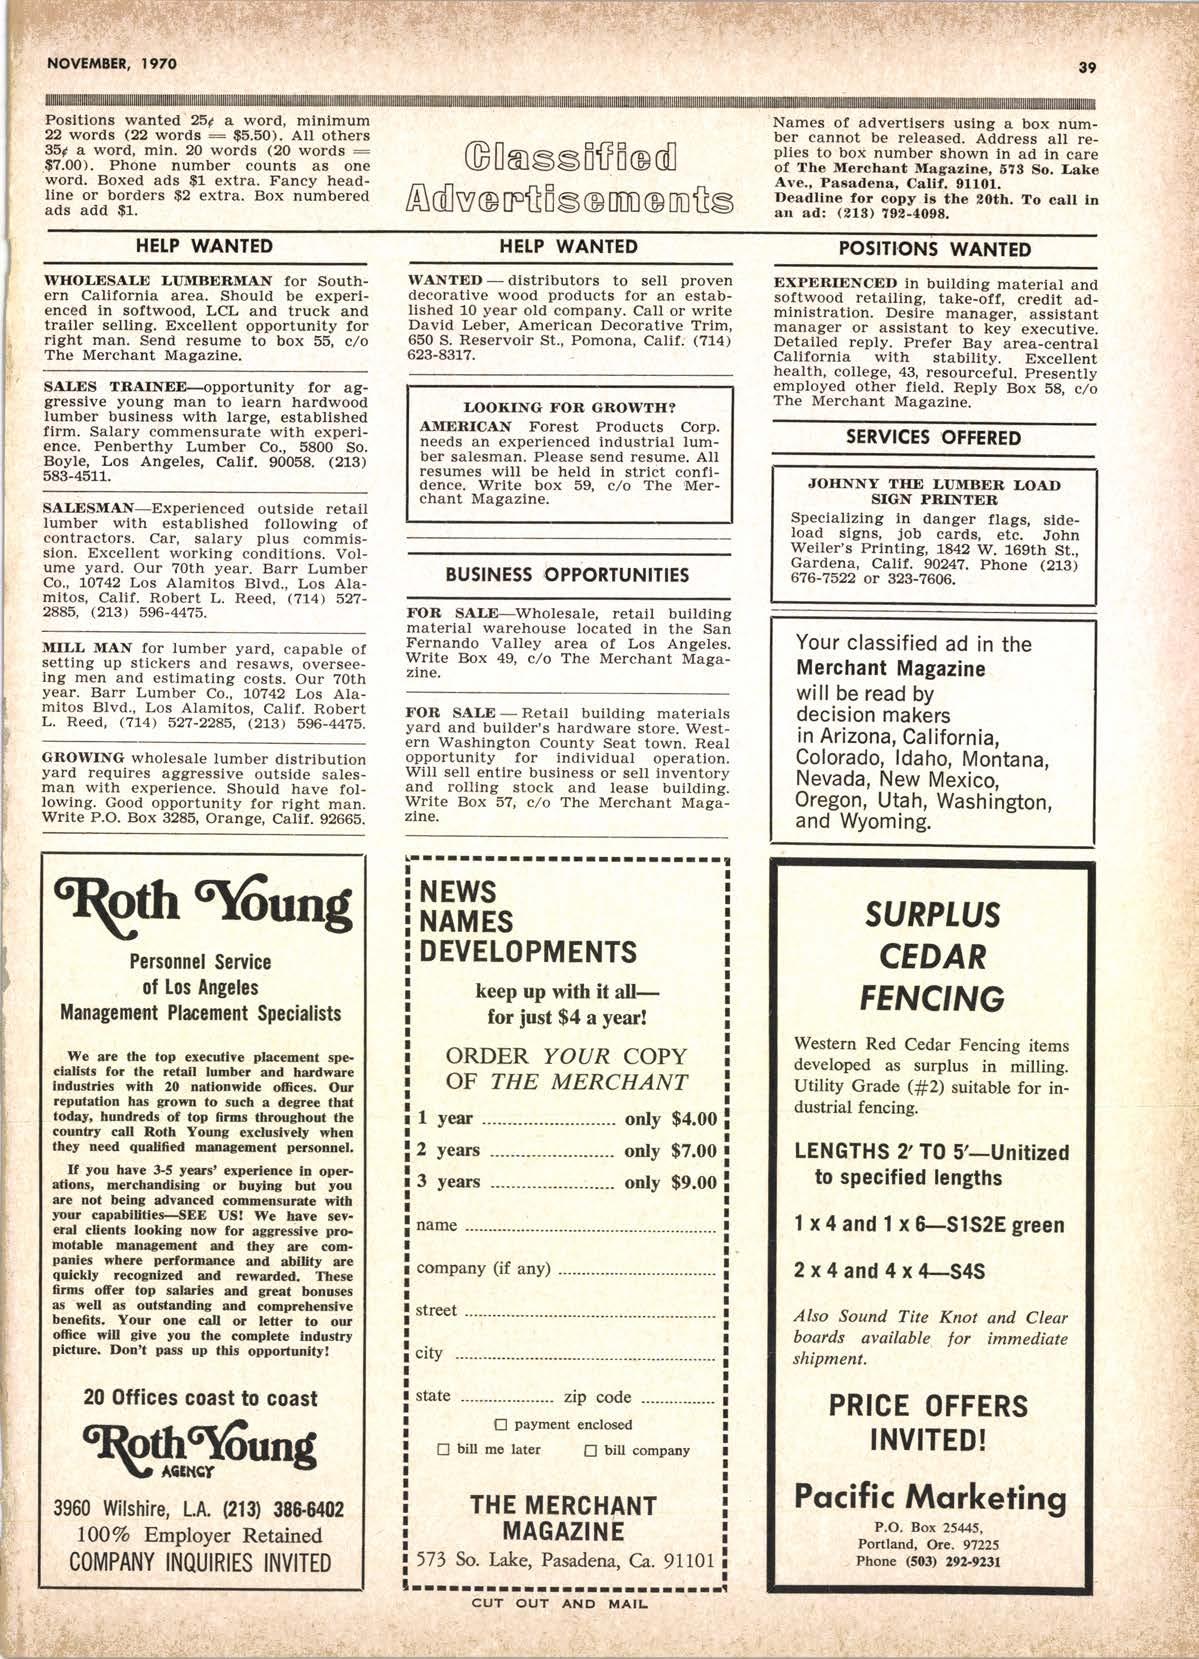 NOVEMBER, 1970
39
Positions wanted 25¢ a word, minimum
22 words (22 words = $5.50). All others
35¢ a word, min. 20 words (20 words =
$7.00). Phone number counts as one
word. Boxed ads $1 extra. Fancy head-
line or borders $2 extra. Box numbered
ads add $1.
Classified
Advertisements
Names of advertisers using a box num-
ber cannot be released. Address all re-
plies to box number shown in ad in care
of The Merchant Magazine, 573 So. Lake
Ave., Pasadena, Calif. 91101.
Deadline for copy is the 20th. To call in
an ad: (213) 792-4098.
HELP WANTED
WHOLESALE LUMBERMAN for South-
ern California area. Should be experi-
enced in softwood, LCL and truck and
trailer selling. Excellent opportunity for
right man. Send resume to box 55, c/o
The Merchant Magazine.
SALES TRAINEE—opportunity for ag-
gressive young man to learn hardwood
lumber business with large, established
firm. Salary commensurate with experi-
ence. Penberthy Lumber Co., 5800 So.
Boyle, Los Angeles, Calif. 90058. (213)
583-4511.
SALESMAN—Experienced outside retail
lumber with established following of
contractors. Car, salary plus commis-
sion. Excellent working conditions. Vol-
ume yard. Our 70th year. Barr Lumber
Co., 10742 Los Alamitos Blvd., Los Ala-
mitos, Calif. Robert L. Reed, (714) 527-
2885, (213) 596-4475.
MILL MAN for lumber yard, capable of
setting up stickers and resaws, oversee-
ing men and estimating costs. Our 70th
year. Barr Lumber Co., 10742 Los Ala-
mitos Blvd., Los Alamitos, Calif. Robert
L. Reed, (714) 527-2285, (213) 596-4475.
GROWING wholesale lumber distribution
yard requires aggressive outside sales-
man with experience. Should have fol-
lowing. Good opportunity for right man.
Write P.O. Box 3285, Orange, Calif. 92665.
Roth Young
Personnel Service
of Los Angeles
Management Placement Specialists
We are the top executive placement spe-
cialists for the retail lumber and hardware
industries with 20 nationwide offices. Our
reputation has grown to such a degree that
today, hundreds of top firms throughout the
country call Roth Young exclusively when
they need qualified management personnel.
If you have 3-5 years' experience in oper-
ations, merchandising or buying but you
are not being advanced commensurate with
your capabilities—SEE US! We have sev-
eral clients looking now for aggressive pro-
motable management and they are com-
panies where performance and ability are
quickly recognized and rewarded. These
firms offer top salaries and great bonuses
as well as outstanding and comprehensive
benefits. Your one call or letter to our
office will give you the complete industry
picture. Don't pass up this opportunity!
20 Offices coast to coast
Roth Young
AGENCY
3960 Wilshire, L.A. (213) 386-6402
100% Employer Retained
COMPANY INQUIRIES INVITED
HELP WANTED
WANTED — distributors to sell proven
decorative wood products for an estab-
lished 10 year old company. Call or write
David Leber, American Decorative Trim,
650 S. Reservoir St., Pomona, Calif. (714)
623-8317.
LOOKING FOR GROWTH?
AMERICAN Forest Products Corp.
needs an experienced industrial lum-
ber salesman. Please send resume. All
resumes will be held in strict confi-
dence. Write box 59, c/o The Mer-
chant Magazine.
BUSINESS OPPORTUNITIES
FOR SALE—Wholesale, retail building
material warehouse located in the San
Fernando Valley area of Los Angeles.
Write Box 49, c/o The Merchant Maga-
zine.
FOR SALE — Retail building materials
yard and builder's hardware store. West-
ern Washington County Seat town. Real
opportunity for individual operation.
Will sell entire business or sell inventory
and rolling stock and lease building.
Write Box 57, c/o The Merchant Maga-
zine.
NEWS
NAMES
DEVELOPMENTS
keep up with it all—
for just $4 a year!
ORDER YOUR COPY
OF THE MERCHANT
1 year ........................ only $4.00
2 years ...................... only $7.00
3 years ...................... only $9.00
name
company (if any)
street
city
state ................ zip code
☐ payment enclosed
☐ bill me later ☐ bill company
THE MERCHANT
MAGAZINE
573 So. Lake, Pasadena, Ca. 91101
CUT OUT AND MAIL
POSITIONS WANTED
EXPERIENCED in building material and
softwood retailing, take-off, credit ad-
ministration. Desire manager, assistant
manager or assistant to key executive.
Detailed reply. Prefer Bay area-central
California with stability. Excellent
health, college, 43, resourceful. Presently
employed other field. Reply Box 58, c/o
The Merchant Magazine.
SERVICES OFFERED
JOHNNY THE LUMBER LOAD
SIGN PRINTER
Specializing in danger flags, side-
load signs, job cards, etc. John
Weiler's Printing, 1842 W. 169th St.,
Gardena, Calif. 90247. Phone (213)
676-7522 or 323-7606.
Your classified ad in the
Merchant Magazine
will be read by
decision makers
in Arizona, California,
Colorado, Idaho, Montana,
Nevada, New Mexico,
Oregon, Utah, Washington,
and Wyoming.
SURPLUS
CEDAR
FENCING
Western Red Cedar Fencing items
developed as surplus in milling.
Utility Grade (#2) suitable for in-
dustrial fencing.
LENGTHS 2' TO 5'—Unitized
to specified lengths
1 x 4 and 1 x 6—S1S2E green
2 x 4 and 4 x 4—S4S
Also Sound Tite Knot and Clear
boards available for immediate
shipment.
PRICE OFFERS
INVITED!
Pacific Marketing
P.O. Box 25445,
Portland, Ore. 97225
Phone (503) 292-9231